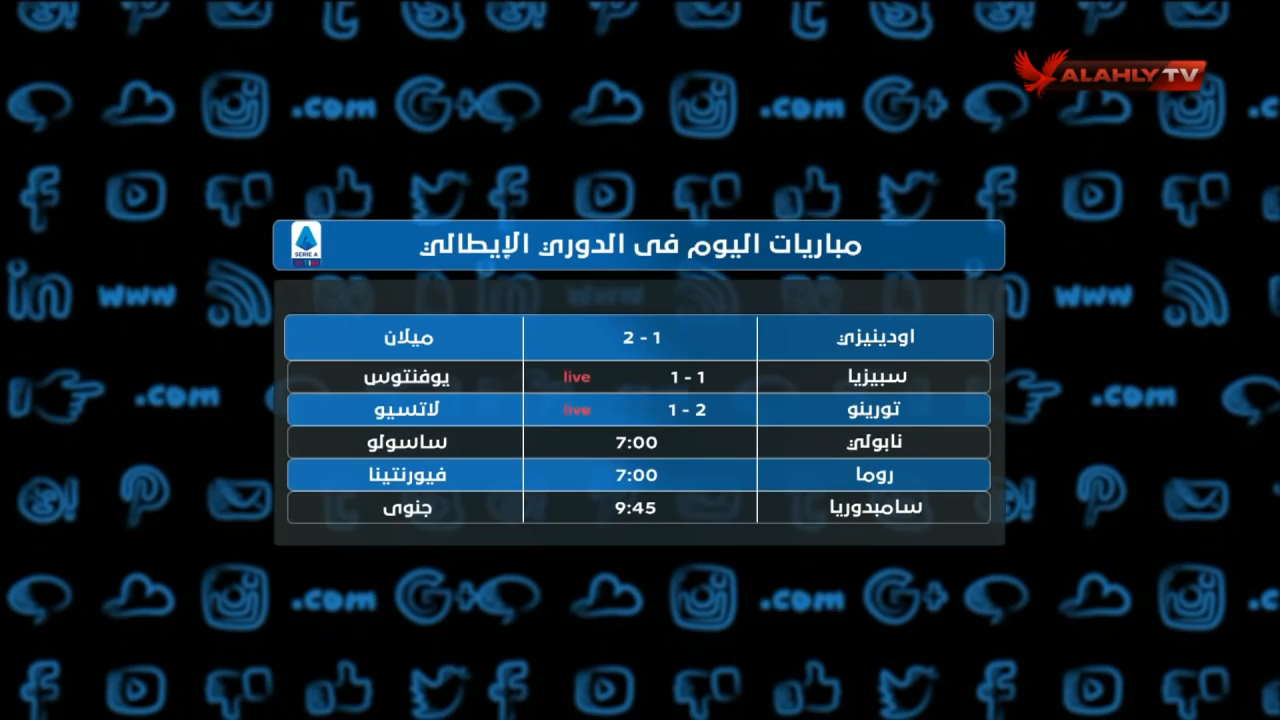 ALAHLY TV
مباريات اليوم فى الدوري الإيطالي
SERIE A
اودينيزي 2 - 1 ميلان
سبيزيا 1 - 1 live يوفنتوس
تورينو 1 - 2 live لاتسيو
نابولي 7:00 ساسولو
روما 7:00 فيورنتينا
سامبدوريا 9:45 جنوى